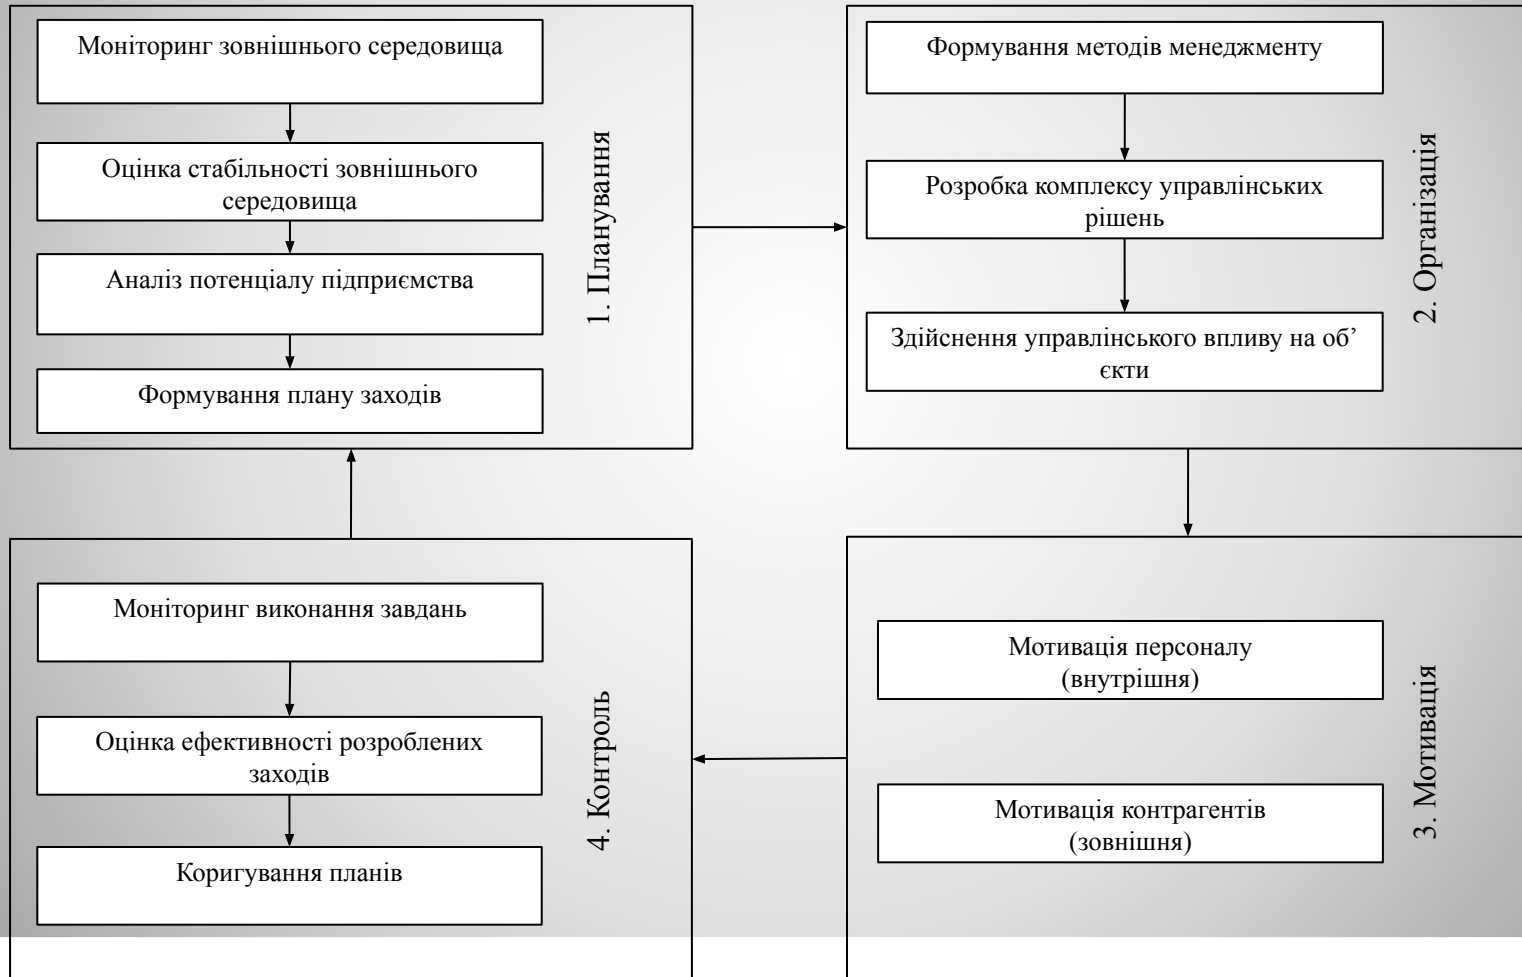 Моніторинг зовнішнього середовища
Оцінка стабільності зовнішнього
середовища
Аналіз потенціалу підприємства
Формування плану заходів
1. Планування
Формування методів менеджменту
Розробка комплексу управлінських
рішень
Здійснення управлінського впливу на об’
єкти
2. Організація
Мотивація персоналу
(внутрішня)
Мотивація контрагентів
(зовнішня)
3. Мотивація
Моніторинг виконання завдань
Оцінка ефективності розроблених
заходів
Коригування планів
4. Контроль